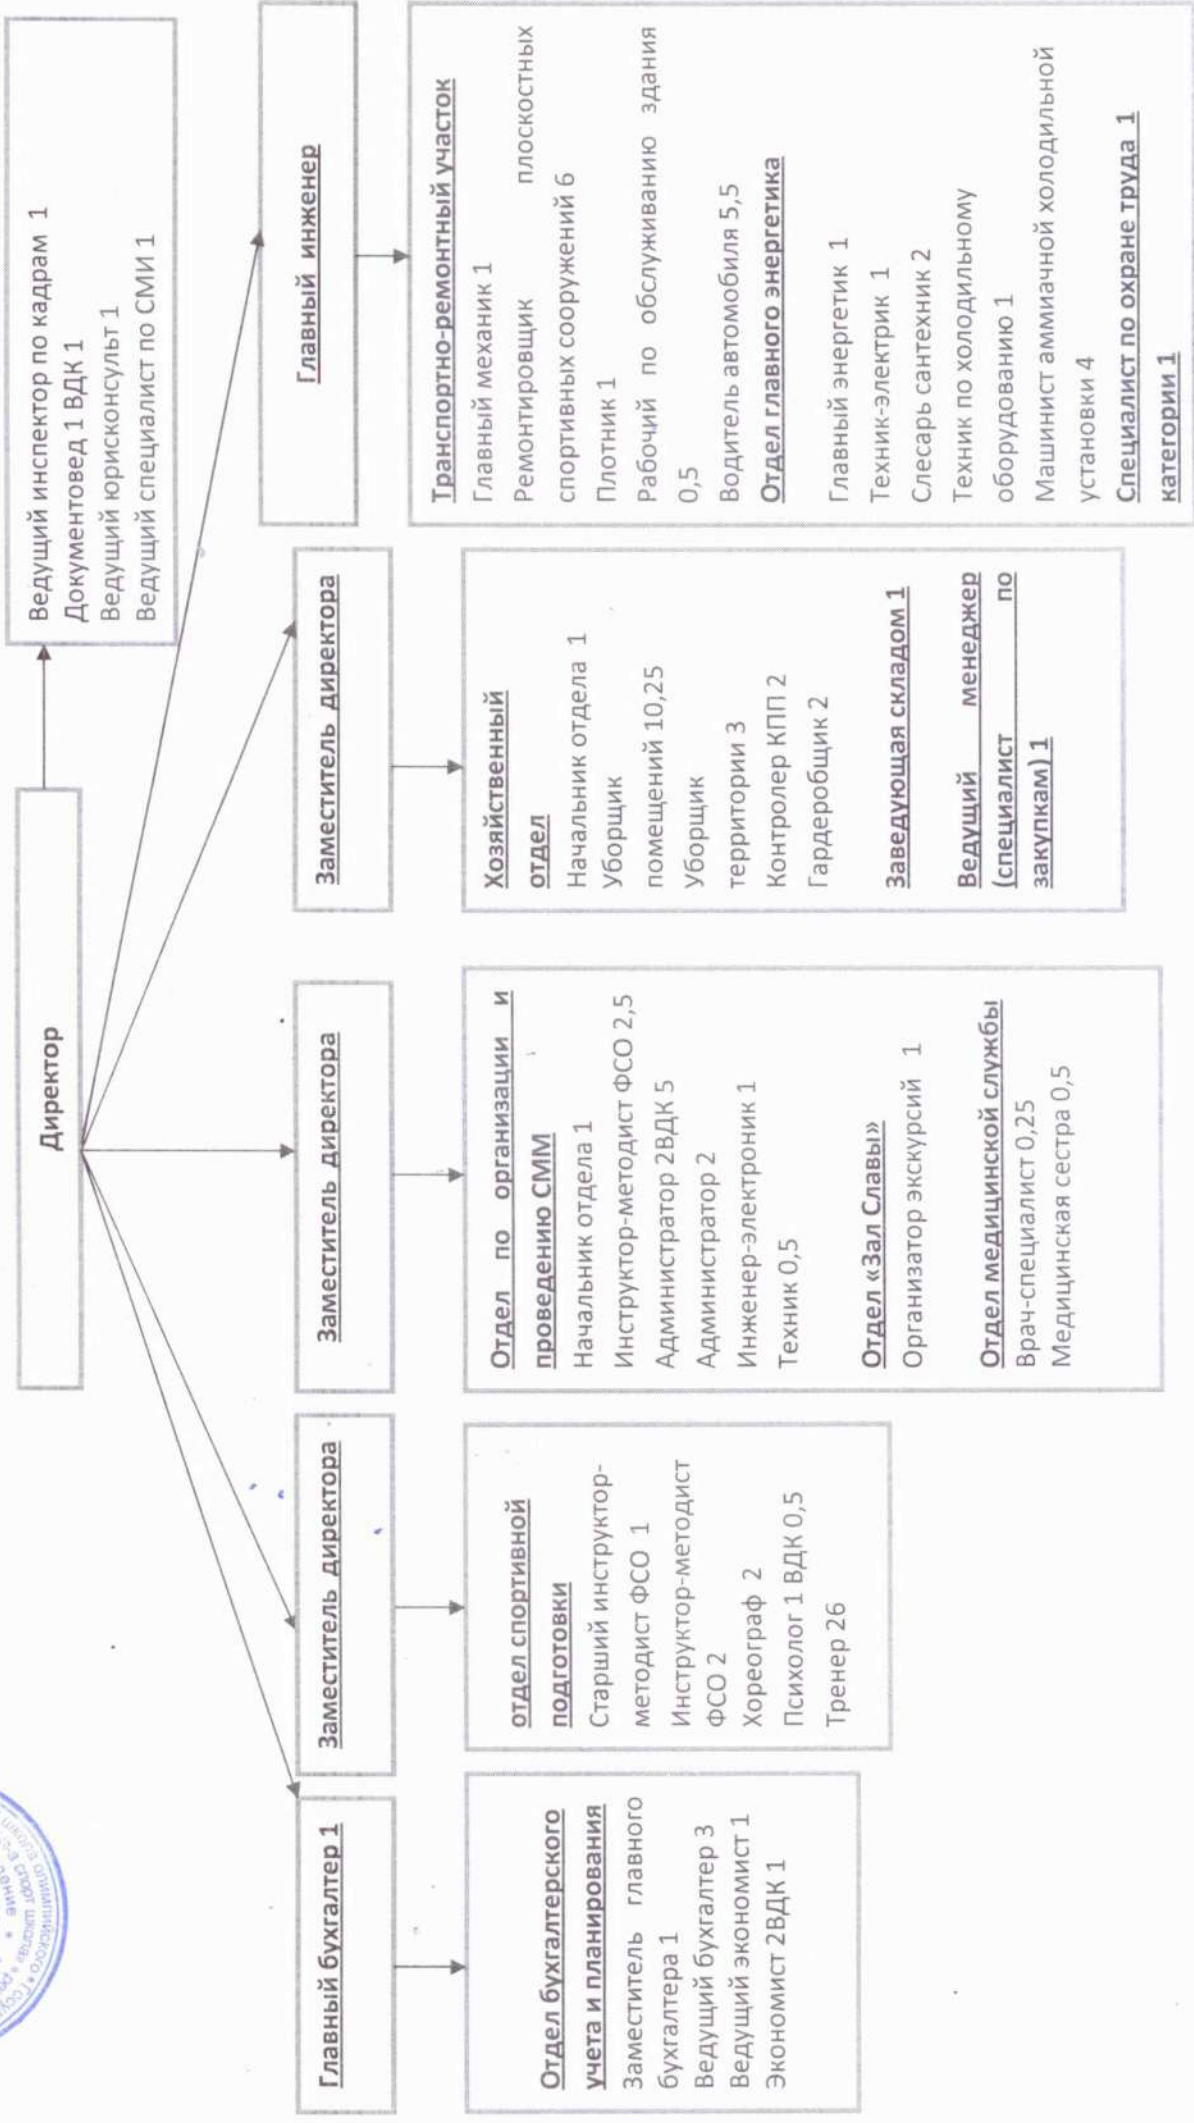 Директор
Ведущий инспектор по кадрам 1
Документовед 1 ВДК 1
Ведущий юрисконсульт 1
Ведущий специалист по СМИ 1
Главный бухгалтер 1
Отдел бухгалтерского
учета и планирования
Заместитель главного
бухгалтера 1
Ведущий бухгалтер 3
Ведущий экономист 1
Экономист 2ВДК 1
Заместитель директора
отдел спортивной
подготовки
Старший инструктор-
методист ФСО 1
Инструктор-методист
ФСО 2
Хореограф 2
Психолог 1 ВДК 0,5
Тренер 26
Заместитель директора
Отдел по организации и
проведению СММ
Начальник отдела 1
Инструктор-методист ФСО 2,5
Администратор 2ВДК 5
Администратор 2
Инженер-электроник 1
Техник 0,5
Отдел «Зал Славы»
Организатор экскурсий 1
Отдел медицинской службы
Врач-специалист 0,25
Медицинская сестра 0,5
Заместитель директора
Хозяйственный
отдел
Начальник отдела 1
Уборщик
помещений 10,25
Уборщик
территории 3
Контролер КПП 2
Гардеробщик 2
Заведующая складом 1
Ведущий менеджер
(специалист по
закупкам) 1
Главный инженер
Транспортно-ремонтный участок
Главный механик 1
Ремонтировщик плоскостных
спортивных сооружений 6
Плотник 1
Рабочий по обслуживанию здания
0,5
Водитель автомобиля 5,5
Отдел главного энергетика
Главный энергетик 1
Техник-электрик 1
Слесарь сантехник 2
Техник по холодильному
оборудованию 1
Машинист аммиачной холодильной
установки 4
Специалист по охране труда 1
категории 1